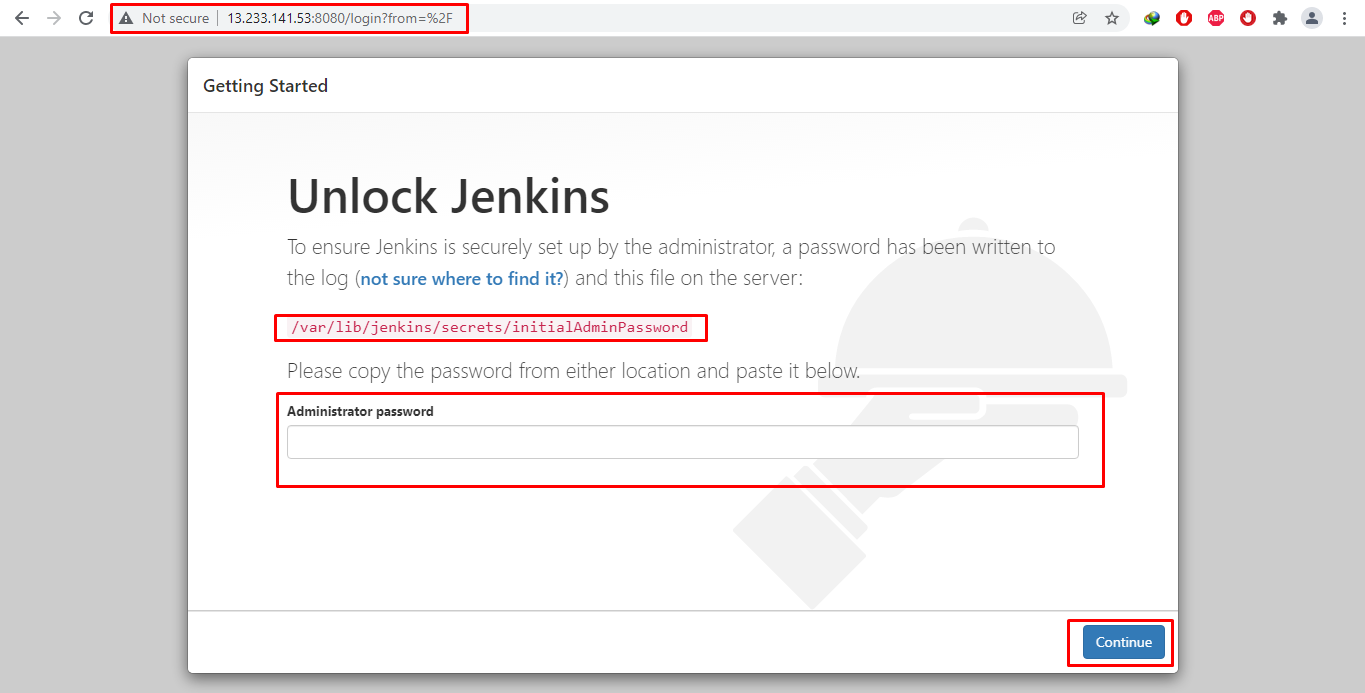 Not secure | 13.233.141.53:8080/login?from=%2F
ABP
Getting Started
Unlock Jenkins
To ensure Jenkins is securely set up by the administrator, a password has been written to
the log (not sure where to find it?) and this file on the server:
/var/lib/jenkins/secrets/initialAdminPassword
Please copy the password from either location and paste it below.
Administrator password
Continue